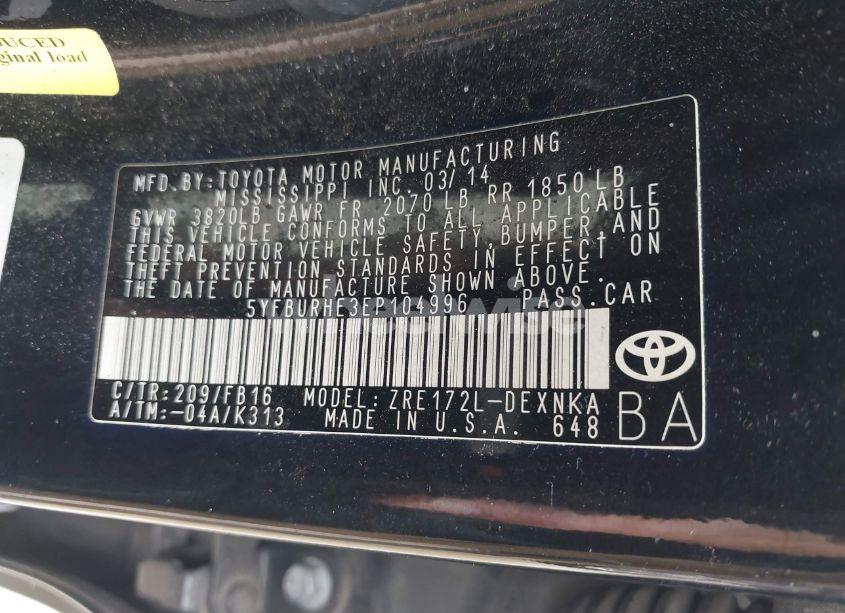 UCED
ginal load
MFD. BY: TOYOTA MOTOR MANUFACTURING
MISSISSIPPI INC. 03/14
GVWR 3820LB GAWR FR 2070 LB RR 1850 LB
THIS VEHICLE CONFORMS TO ALL APPLICABLE
FEDERAL MOTOR VEHICLE SAFETY, BUMPER, AND
THEFT PREVENTION STANDARDS IN EFFECT ON
THE DATE OF MANUFACTURE SHOWN ABOVE.
5YFBURHE3EP104996 PASS.CAR
C/TR: 209/FB16 MODEL: ZRE172L-DEXNKA
A/TM: -04A/K313 MADE IN U.S.A. 648 BA